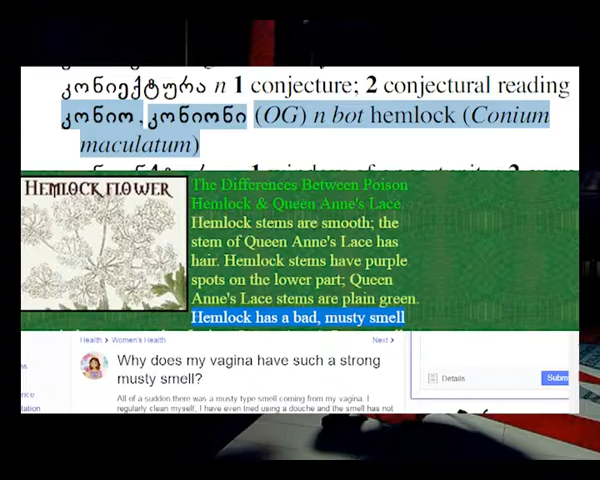 კონიექტურა n 1 conjecture; 2 conjectural reading
კონიო, კონიონი (OG) n bot hemlock (Conium
maculatum)
HEMLOCK FLOWER
The Differences Between Poison
Hemlock & Queen Anne's Lace.
Hemlock stems are smooth; the
stem of Queen Anne's Lace has
hair. Hemlock stems have purple
spots on the lower part; Queen
Anne's Lace stems are plain green.
Hemlock has a bad, musty smell
Health > Women's Health
Next >
Why does my vagina have such a strong
musty smell?
All of a sudden there was a musty type smell coming from my vagina. I
regularly clean myself, I have even tried using a douche and the smell has not
Details
Subm